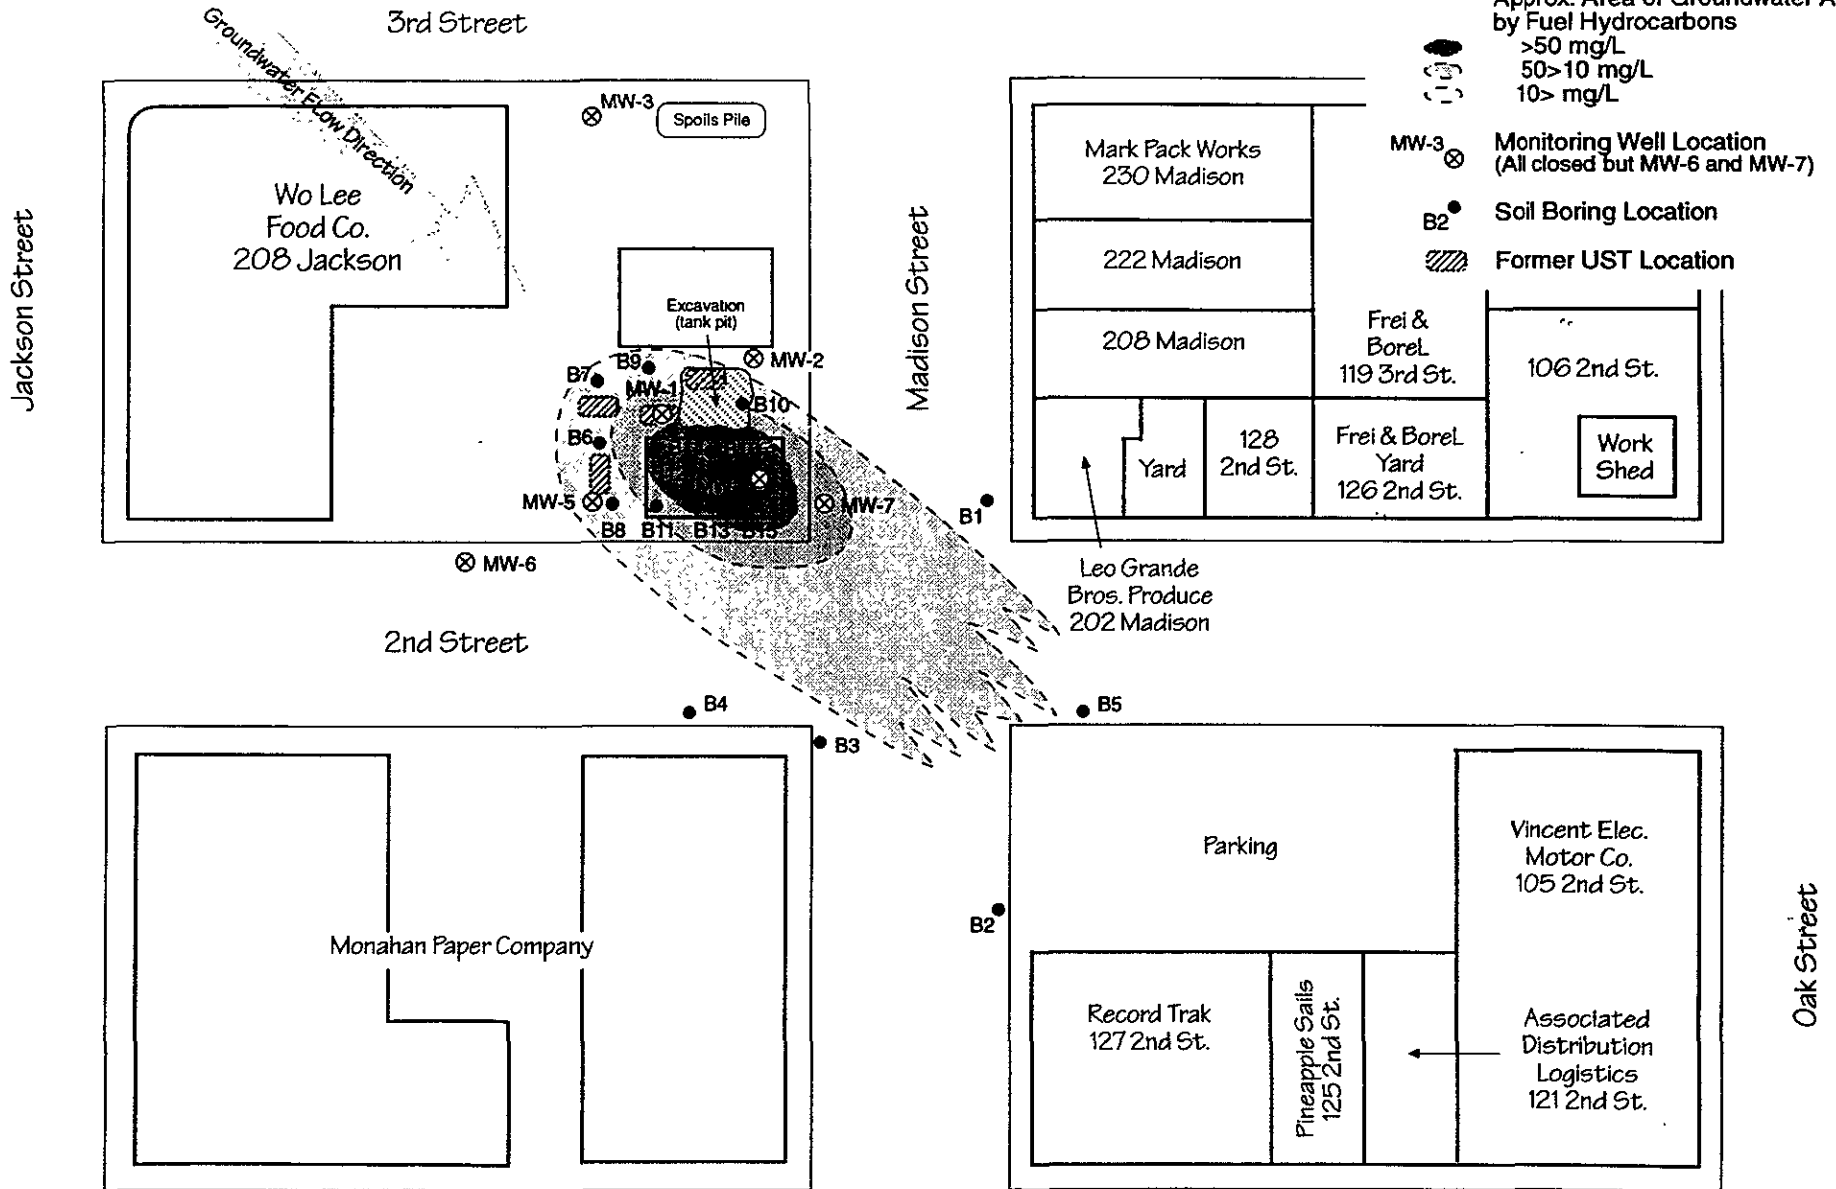 3rd Street
Groundwater Flow Direction
Approx. Area of Groundwater A
by Fuel Hydrocarbons
>50 mg/L
50>10 mg/L
10> mg/L
MW-3
Monitoring Well Location
(All closed but MW-6 and MW-7)
B2
Soil Boring Location
Former UST Location
MW-3
Spoils Pile
Wo Lee
Food Co.
208 Jackson
Jackson Street
Madison Street
Mark Pack Works
230 Madison
222 Madison
208 Madison
Frei &
Borel
119 3rd St.
106 2nd St.
Excavation
(tank pit)
MW-2
B9
B7
MW-1
B10
B6
MW-5
B8
B11
B13
B15
MW-7
B1
Yard
128
2nd St.
Frei & Borel
Yard
126 2nd St.
Work
Shed
MW-6
Leo Grande
Bros. Produce
202 Madison
2nd Street
B4
B3
B5
Parking
Vincent Elec.
Motor Co.
105 2nd St.
B2
Monahan Paper Company
Record Trak
127 2nd St.
Pineapple Sails
125 2nd St.
Associated
Distribution
Logistics
121 2nd St.
Oak Street